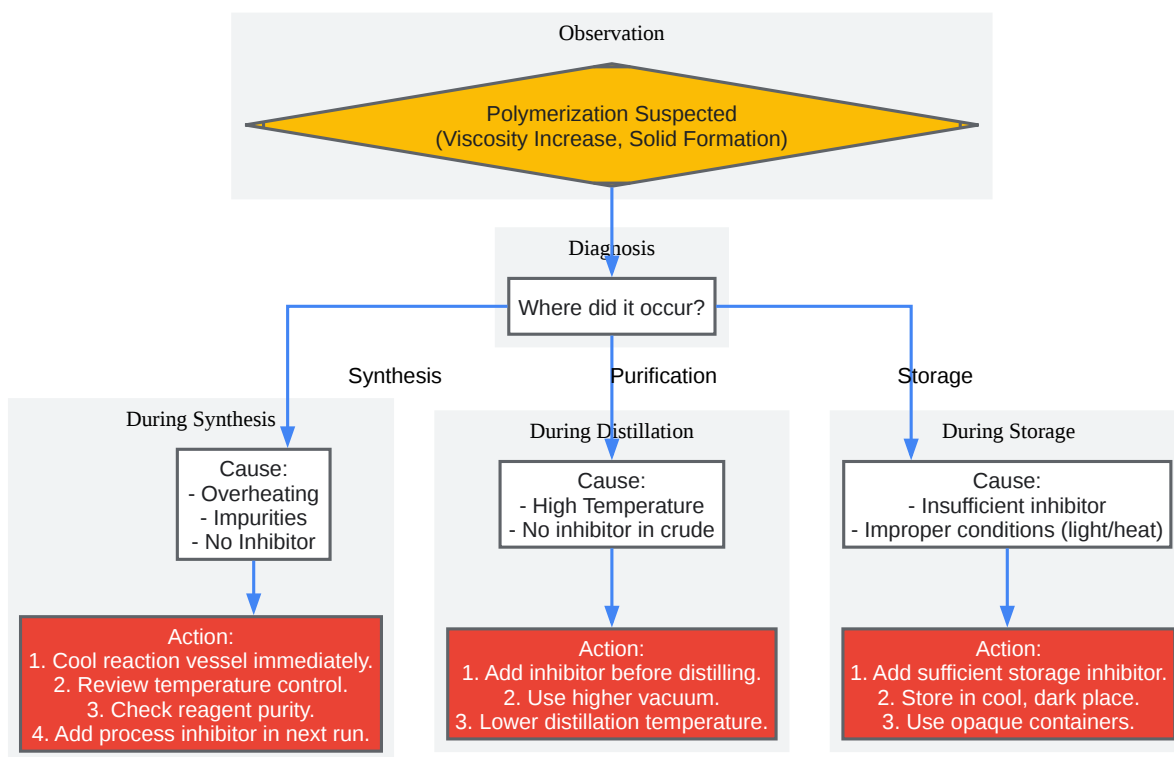 Observation
Polymerization Suspected
(Viscosity Increase, Solid Formation)
Diagnosis
Where did it occur?
Synthesis
Purification
Storage
During Synthesis
Cause:
- Overheating
- Impurities
- No Inhibitor
Action:
1. Cool reaction vessel immediately.
2. Review temperature control.
3. Check reagent purity.
4. Add process inhibitor in next run.
During Distillation
Cause:
- High Temperature
- No inhibitor in crude
Action:
1. Add inhibitor before distilling.
2. Use higher vacuum.
3. Lower distillation temperature.
During Storage
Cause:
- Insufficient inhibitor
- Improper conditions (light/heat)
Action:
1. Add sufficient storage inhibitor.
2. Store in cool, dark place.
3. Use opaque containers.